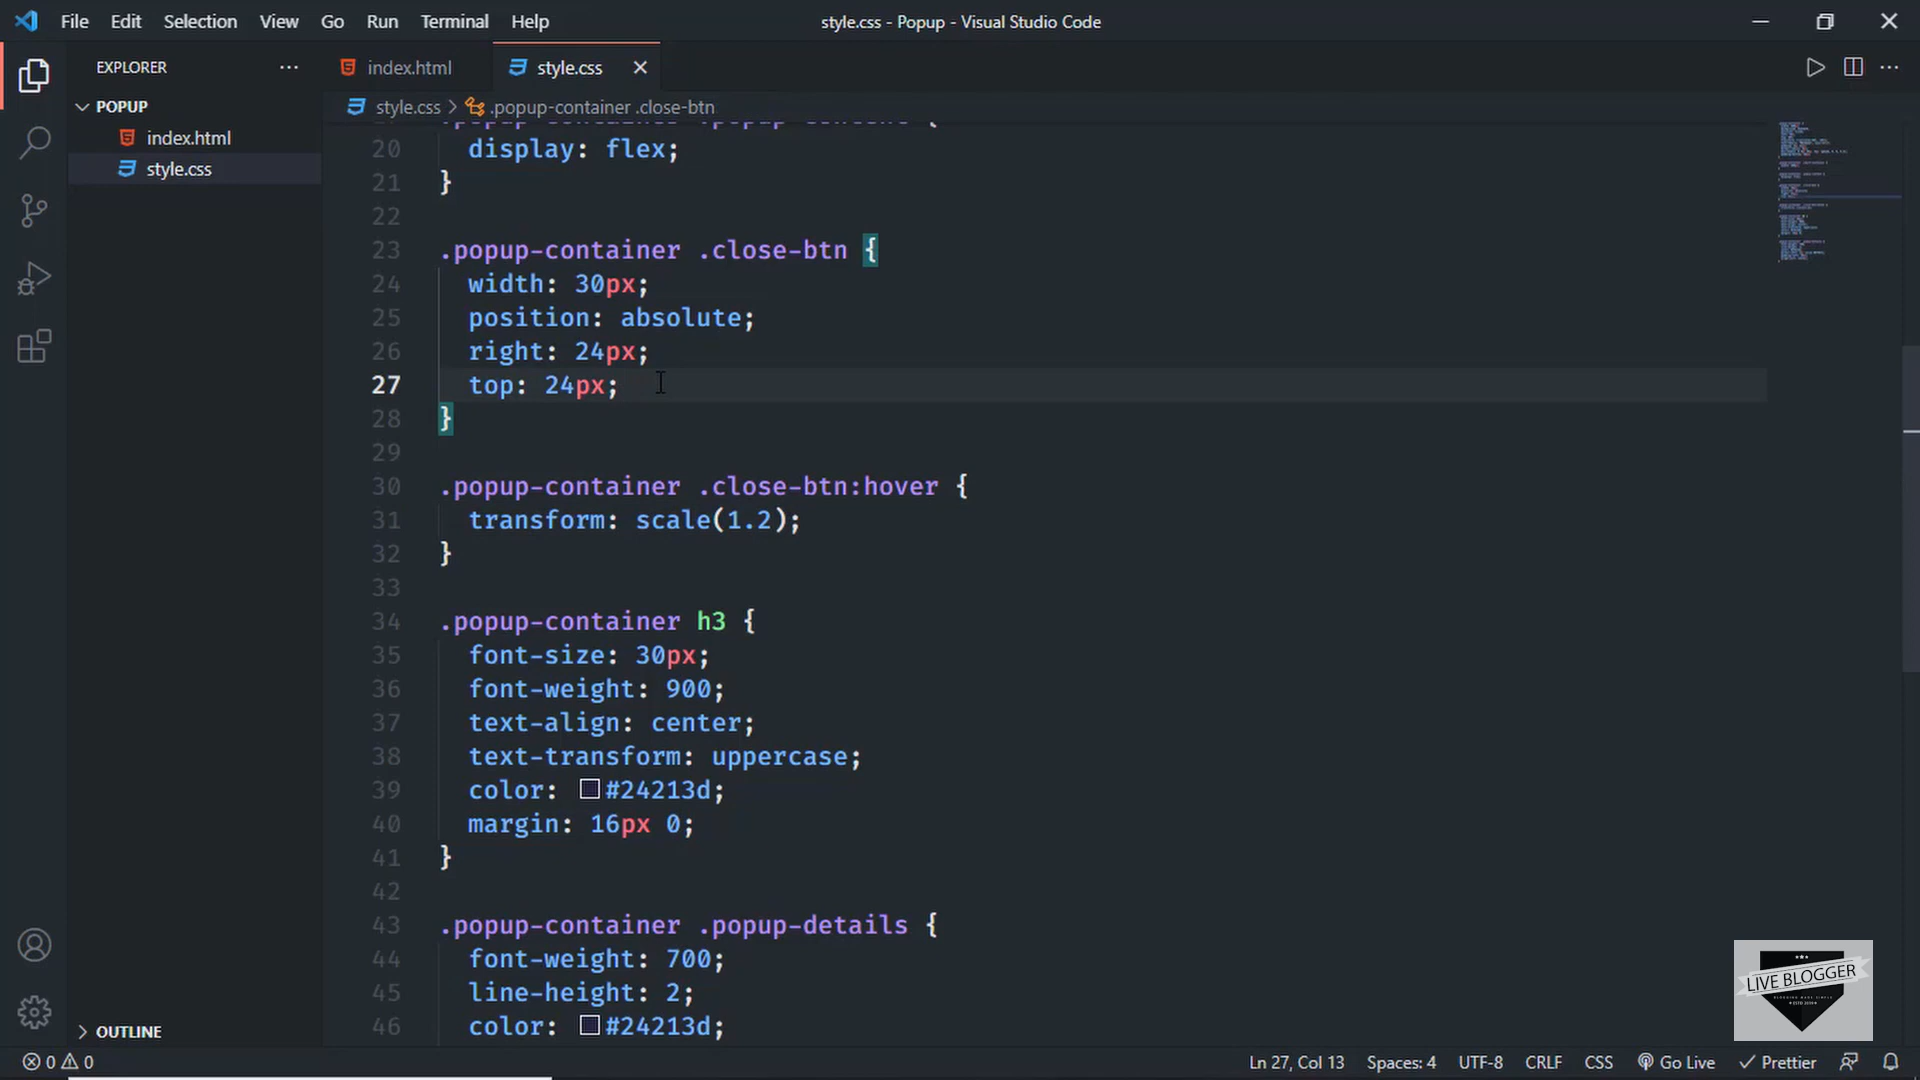 File Edit Selection View Go Run Terminal Help
style.css - Popup - Visual Studio Code
EXPLORER
index.html
style.css
POPUP
index.html
style.css
style.css > .popup-container .close-btn
20 display: flex;
21 }
22
23 .popup-container .close-btn {
24 width: 30px;
25 position: absolute;
26 right: 24px;
27 top: 24px;
28 }
29
30 .popup-container .close-btn:hover {
31 transform: scale(1.2);
32 }
33
34 .popup-container h3 {
35 font-size: 30px;
36 font-weight: 900;
37 text-align: center;
38 text-transform: uppercase;
39 color: #24213d;
40 margin: 16px 0;
41 }
42
43 .popup-container .popup-details {
44 font-weight: 700;
45 line-height: 2;
46 color: #24213d;
LIVE BLOGGER
OUTLINE
0 0
Ln 27, Col 13
Spaces: 4
UTF-8
CRLF
CSS
Go Live
Prettier